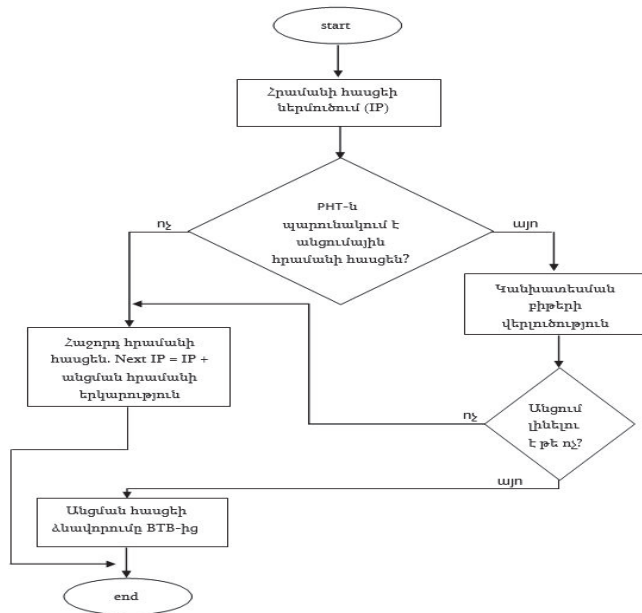 start
Հրամանի հասցեի
ներմուծում (IP)
PHT-ն
պարունակում է
անցումային
հրամանի հասցեն?
ոչ
այո
Կանխատեսման
բիթերի
վերլուծություն
Հաջորդ հրամանի
հասցեն. Next IP = IP +
անցման հրամանի
երկարություն
Անցում
լինելու
է թե ոչ?
ոչ
այո
Անցման հասցեի
ձևավորումը BTB-ից
end